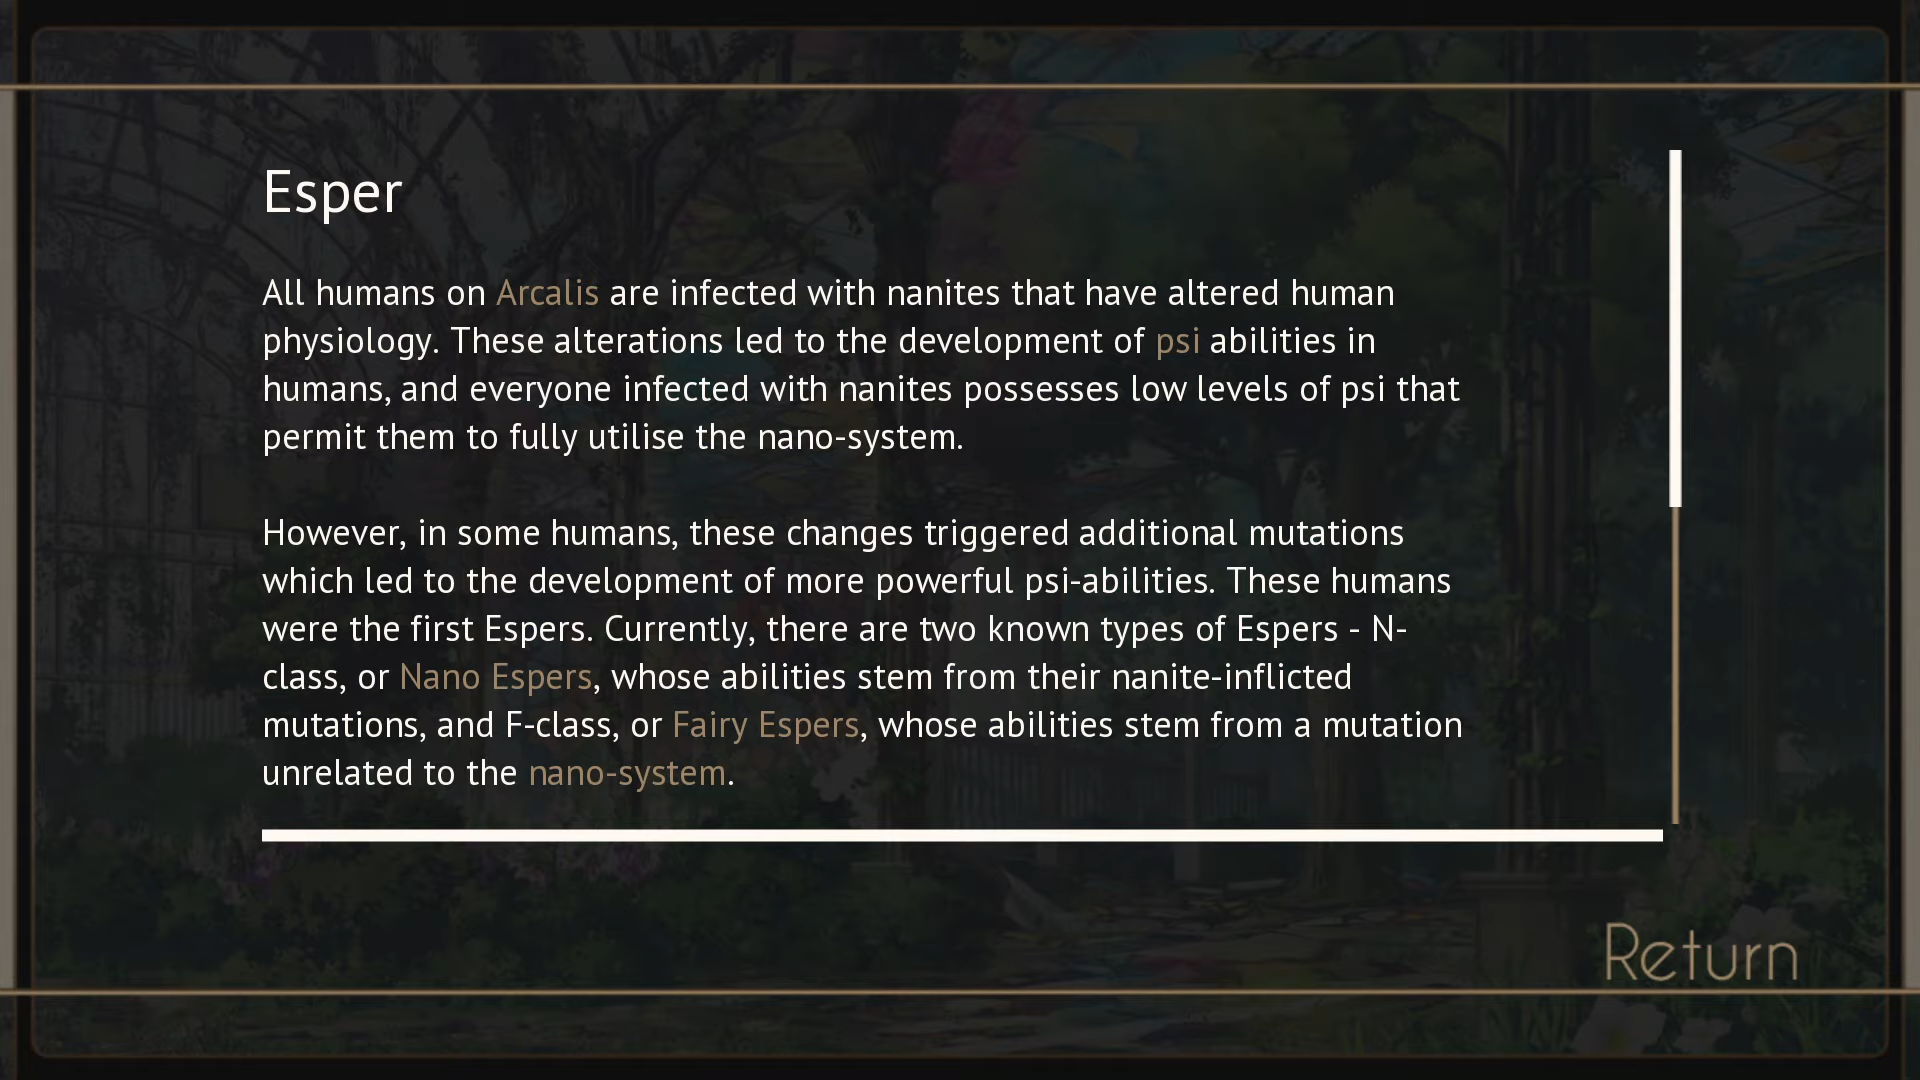 Esper
All humans on Arcalis are infected with nanites that have altered human
physiology. These alterations led to the development of psi abilities in
humans, and everyone infected with nanites possesses low levels of psi that
permit them to fully utilise the nano-system.
However, in some humans, these changes triggered additional mutations
which led to the development of more powerful psi-abilities. These humans
were the first Espers. Currently, there are two known types of Espers - N-
class, or Nano Espers, whose abilities stem from their nanite-inflicted
mutations, and F-class, or Fairy Espers, whose abilities stem from a mutation
unrelated to the nano-system.
Return